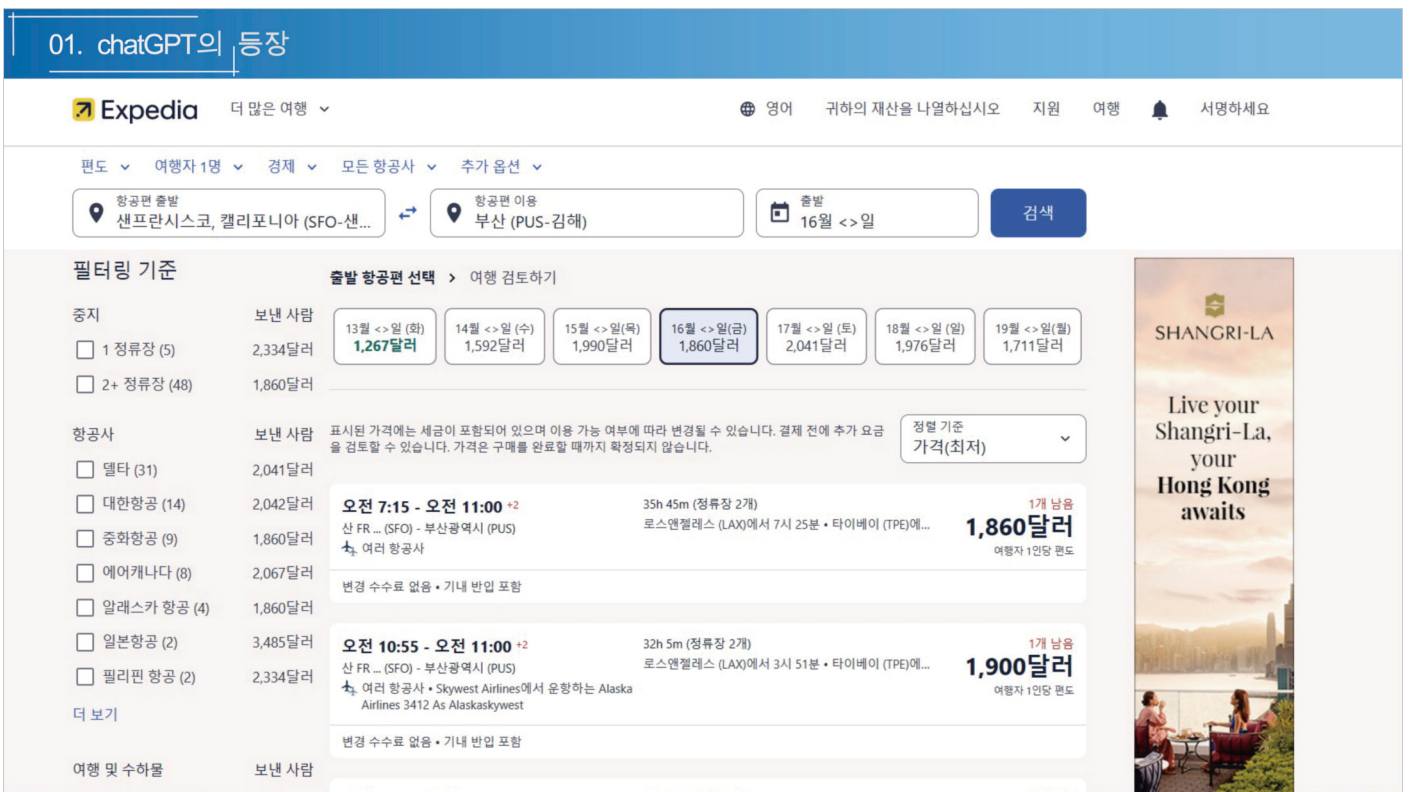 01. chatGPT의 등장
Expedia 더 많은 여행 영어 귀하의 재산을 나열하십시오 지원 여행 서명하세요
편도 여행자 1명 경제 모든 항공사 추가 옵션
항공편 출발
샌프란시스코, 캘리포니아 (SFO-샌...
항공편 이용
부산 (PUS-김해)
출발
16월 <>일
검색
필터링 기준
중지 보낸 사람
1 정류장 (5) 2,334달러
2+ 정류장 (48) 1,860달러
항공사 보낸 사람
델타 (31) 2,041달러
대한항공 (14) 2,042달러
중화항공 (9) 1,860달러
에어캐나다 (8) 2,067달러
알래스카 항공 (4) 1,860달러
일본항공 (2) 3,485달러
필리핀 항공 (2) 2,334달러
더 보기
여행 및 수하물 보낸 사람
출발 항공편 선택 > 여행 검토하기
13월 <>일 (화)
1,267달러
14월 <>일 (수)
1,592달러
15월 <>일(목)
1,990달러
16월 <>일(금)
1,860달러
17월 <>일 (토)
2,041달러
18월 <>일 (일)
1,976달러
19월 <>일(월)
1,711달러
표시된 가격에는 세금이 포함되어 있으며 이용 가능 여부에 따라 변경될 수 있습니다. 결제 전에 추가 요금
을 검토할 수 있습니다. 가격은 구매를 완료할 때까지 확정되지 않습니다.
정렬 기준
가격(최저)
오전 7:15 - 오전 11:00 +2
산 FR ... (SFO) - 부산광역시 (PUS)
여러 항공사
35h 45m (정류장 2개)
로스앤젤레스 (LAX)에서 7시 25분 • 타이베이 (TPE)에...
1개 남음
1,860달러
여행자 1인당 편도
변경 수수료 없음 • 기내 반입 포함
오전 10:55 - 오전 11:00 +2
산 FR ... (SFO) - 부산광역시 (PUS)
여러 항공사 • Skywest Airlines에서 운항하는 Alaska
Airlines 3412 As Alaskaskywest
32h 5m (정류장 2개)
로스앤젤레스 (LAX)에서 3시 51분 • 타이베이 (TPE)에...
1개 남음
1,900달러
여행자 1인당 편도
변경 수수료 없음 • 기내 반입 포함
SHANGRI-LA
Live your
Shangri-La,
your
Hong Kong
awaits